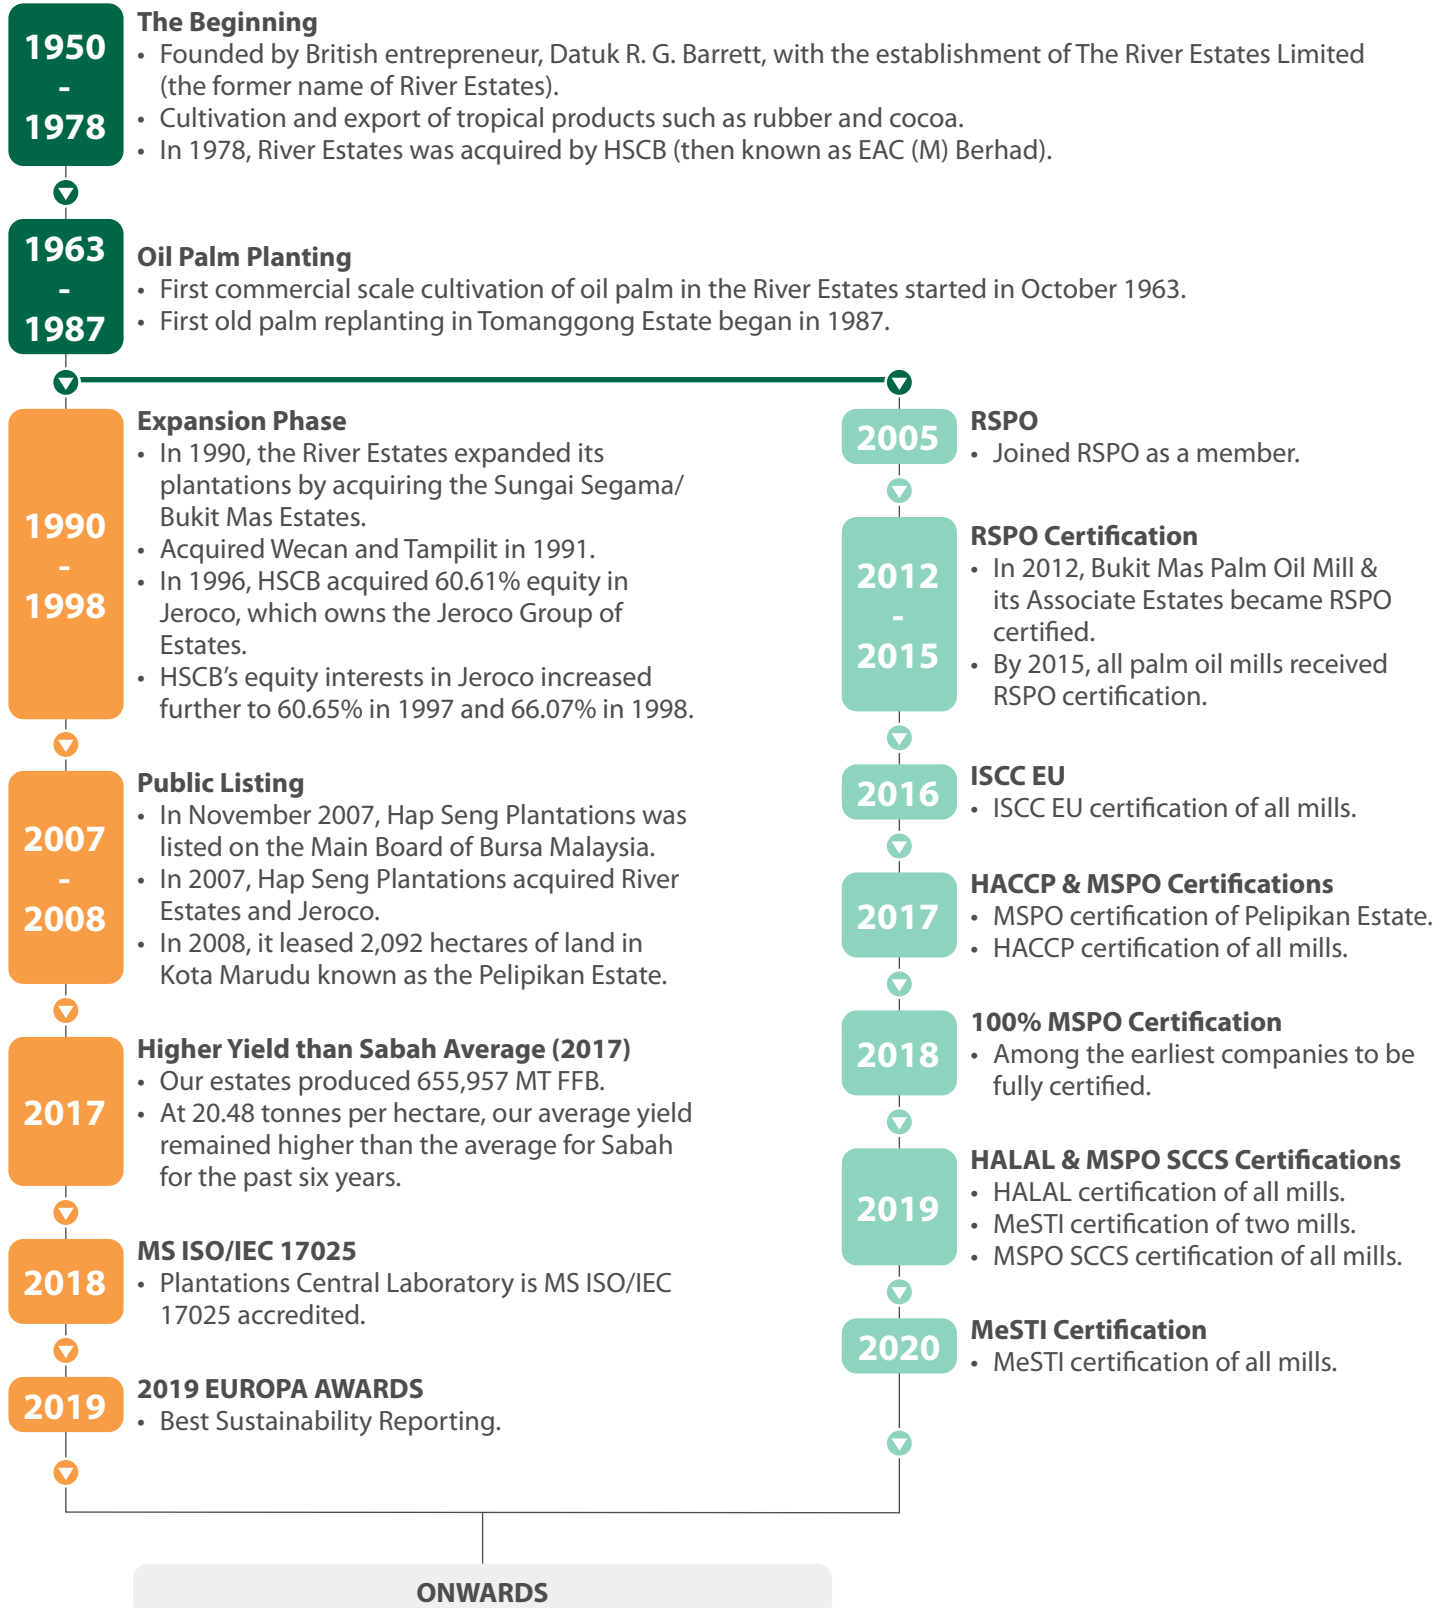 1950
-
1978
The Beginning
• Founded by British entrepreneur, Datuk R. G. Barrett, with the establishment of The River Estates Limited
(the former name of River Estates).
• Cultivation and export of tropical products such as rubber and cocoa.
• In 1978, River Estates was acquired by HSCB (then known as EAC (M) Berhad).
1963
-
1987
Oil Palm Planting
• First commercial scale cultivation of oil palm in the River Estates started in October 1963.
• First old palm replanting in Tomanggong Estate began in 1987.
1990
-
1998
Expansion Phase
• In 1990, the River Estates expanded its
plantations by acquiring the Sungai Segama/
Bukit Mas Estates.
• Acquired Wecan and Tampilit in 1991.
• In 1996, HSCB acquired 60.61% equity in
Jeroco, which owns the Jeroco Group of
Estates.
• HSCB's equity interests in Jeroco increased
further to 60.65% in 1997 and 66.07% in 1998.
2007
-
2008
Public Listing
• In November 2007, Hap Seng Plantations was
listed on the Main Board of Bursa Malaysia.
• In 2007, Hap Seng Plantations acquired River
Estates and Jeroco.
• In 2008, it leased 2,092 hectares of land in
Kota Marudu known as the Pelipikan Estate.
2017
Higher Yield than Sabah Average (2017)
• Our estates produced 655,957 MT FFB.
• At 20.48 tonnes per hectare, our average yield
remained higher than the average for Sabah
for the past six years.
2018
MS ISO/IEC 17025
• Plantations Central Laboratory is MS ISO/IEC
17025 accredited.
2019
2019 EUROPA AWARDS
• Best Sustainability Reporting.
2005
RSPO
• Joined RSPO as a member.
2012
-
2015
RSPO Certification
• In 2012, Bukit Mas Palm Oil Mill &
its Associate Estates became RSPO
certified.
• By 2015, all palm oil mills received
RSPO certification.
2016
ISCC EU
• ISCC EU certification of all mills.
2017
HACCP & MSPO Certifications
• MSPO certification of Pelipikan Estate.
• HACCP certification of all mills.
2018
100% MSPO Certification
• Among the earliest companies to be
fully certified.
2019
HALAL & MSPO SCCS Certifications
• HALAL certification of all mills.
• MeSTI certification of two mills.
• MSPO SCCS certification of all mills.
2020
MeSTI Certification
• MeSTI certification of all mills.
ONWARDS